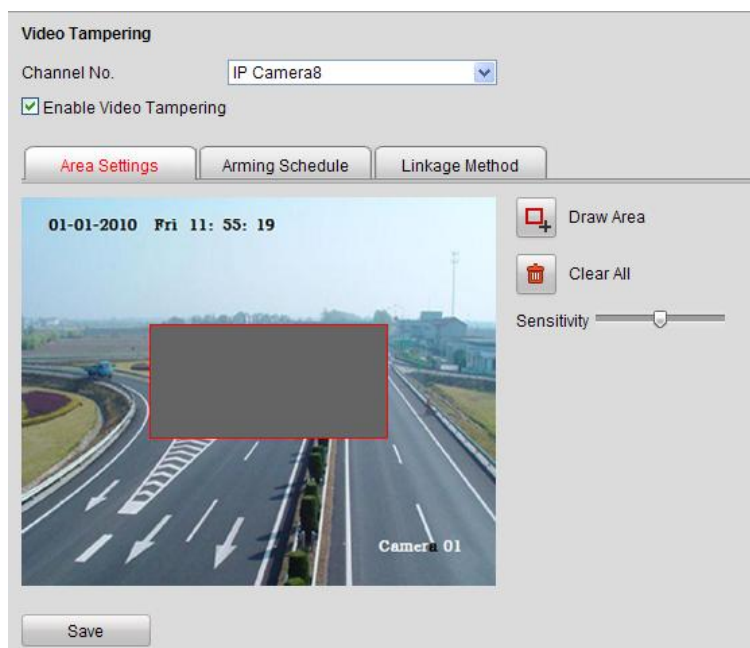 Video Tampering
Channel No. IP Camera8
Enable Video Tampering
Area Settings Arming Schedule Linkage Method
01-01-2010 Fri 11: 55: 19
Draw Area
Clear All
Sensitivity
Camera 01
Save